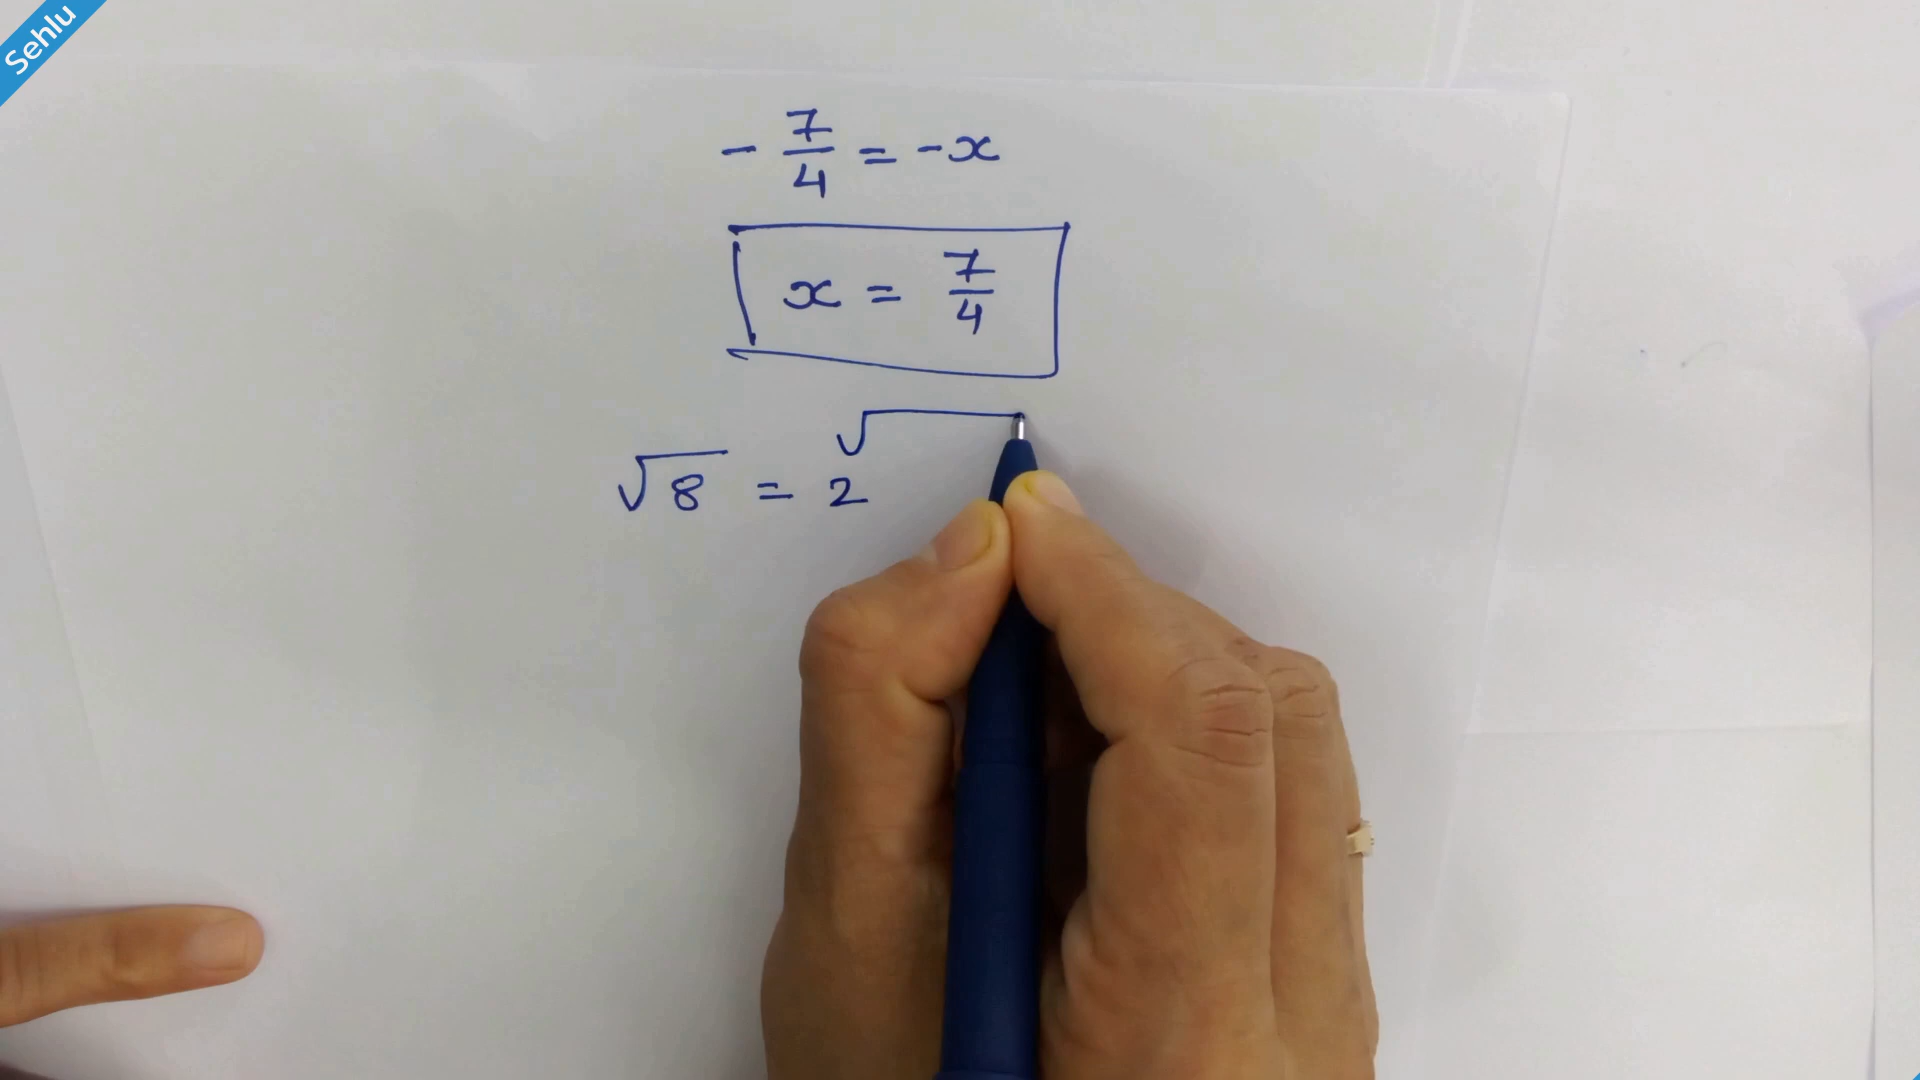 Sehlu
- 7/4 = -x
x = 7/4
√8 = 2^√